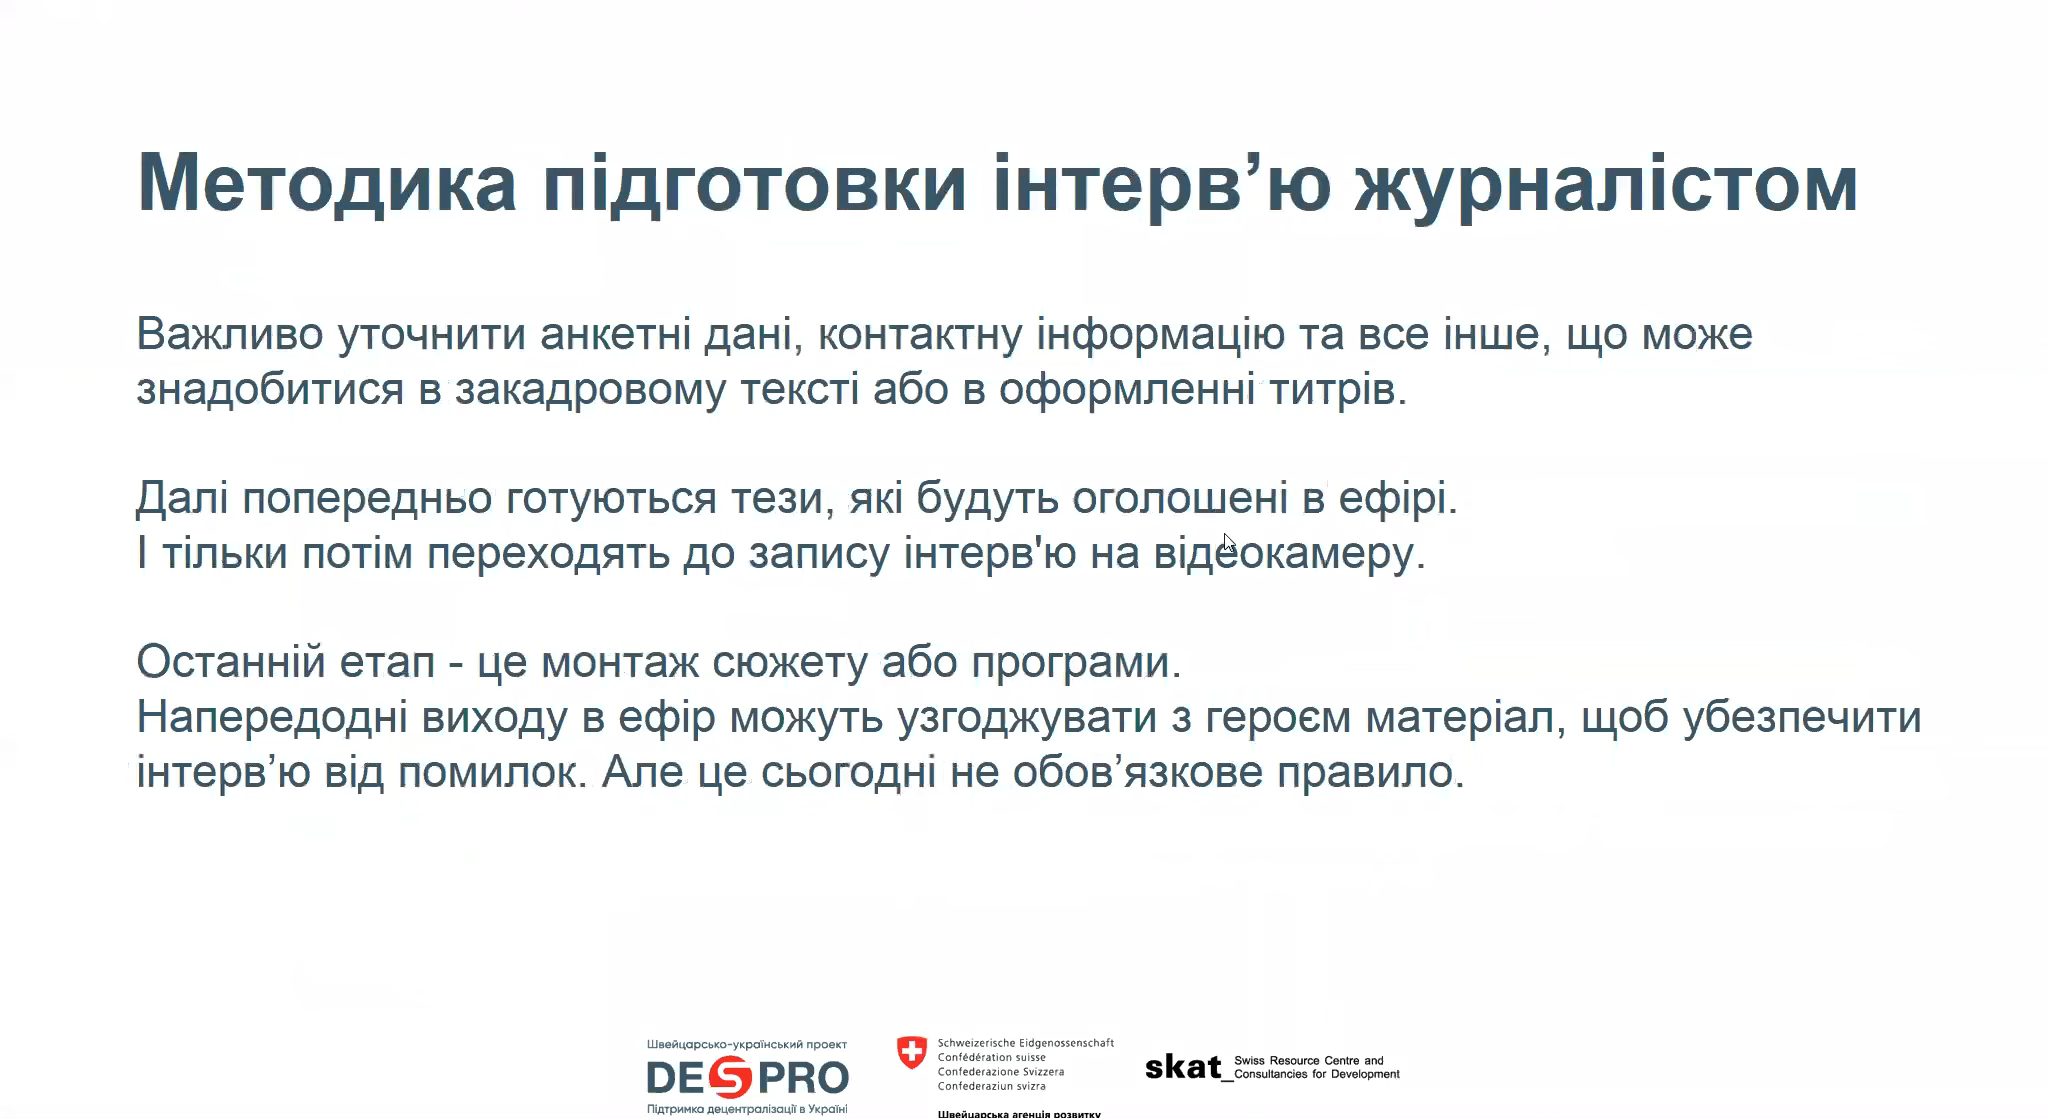 Методика підготовки інтерв’ю журналістом
Важливо уточнити анкетні дані, контактну інформацію та все інше, що може
знадобитися в закадровому тексті або в оформленні титрів.
Далі попередньо готуються тези, які будуть оголошені в ефірі.
І тільки потім переходять до запису інтерв'ю на відеокамеру.
Останній етап - це монтаж сюжету або програми.
Напередодні виходу в ефір можуть узгоджувати з героєм матеріал, щоб убезпечити
інтерв’ю від помилок. Але це сьогодні не обов’язкове правило.
Швейцарсько-український проект
DESPRO
Підтримка децентралізації в Україні
Schweizerische Eidgenossenschaft
Confédération suisse
Confederazione Svizzera
Confederaziun svizra
Швейцарська агенція розвитку
skat_ Swiss Resource Centre and
Consultancies for Development